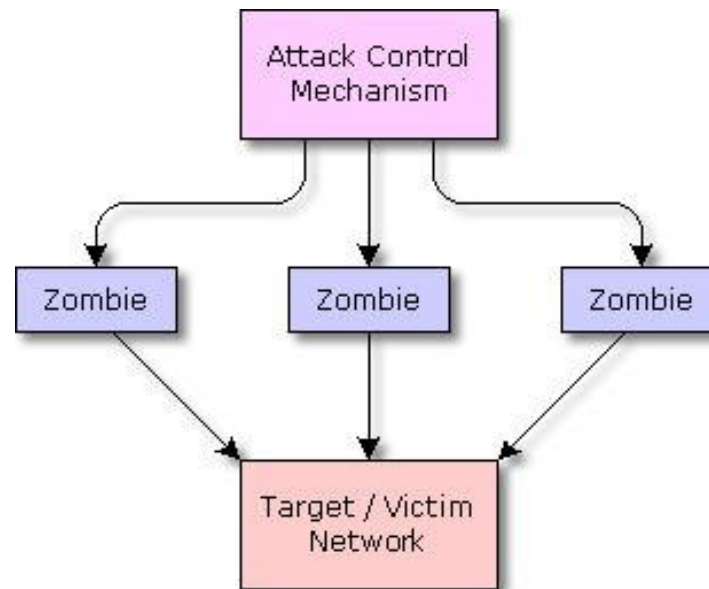 Attack Control
Mechanism
Zombie
Zombie
Zombie
Target / Victim
Network